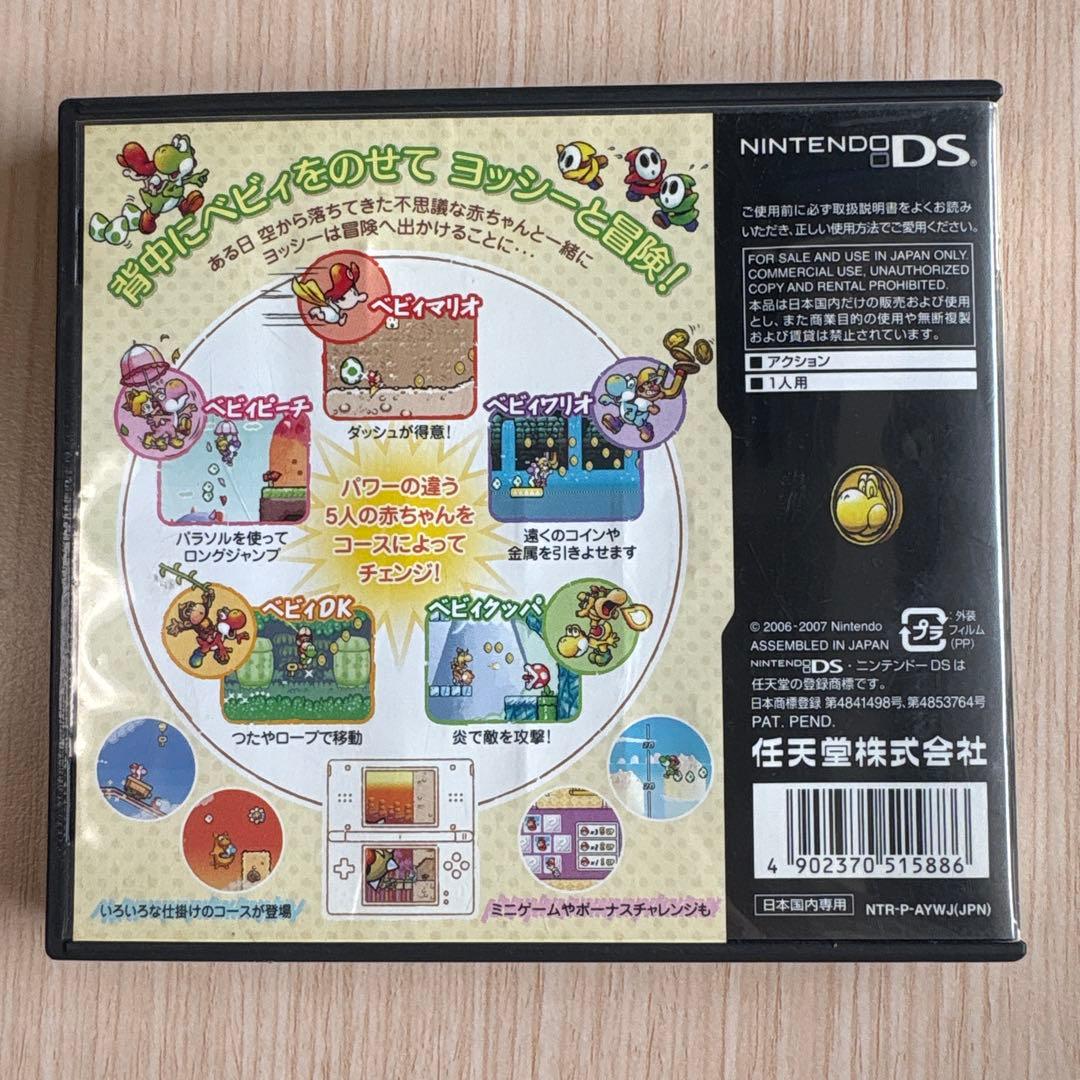 背中にベビィをのせて ヨッシーと冒険!
ある日 空から落ちてきた不思議な赤ちゃんと一緒に
ヨッシーは冒険へ出かけることに・・・
ベビィマリオ
ダッシュが得意!
ベビィピーチ
パラソルを使って
ロングジャンプ
ベビィワリオ
遠くのコインや
金属を引きよせます
パワーの違う
5人の赤ちゃんを
コースによって
チェンジ!
ベビィDK
つたやロープで移動
ベビィクッパ
炎で敵を攻撃!
いろいろな仕掛けのコースが登場
ミニゲームやボーナスチャレンジも
NINTENDO DS®
ご使用前に必ず取扱説明書をよくお読み
いただき、正しい使用方法でご愛用ください。
FOR SALE AND USE IN JAPAN ONLY.
COMMERCIAL USE, UNAUTHORIZED
COPY AND RENTAL PROHIBITED.
本品は日本国内だけの販売および使用
とし、また商業目的の使用や無断複製
および賃貸は禁止されています。
■ アクション
■ 1人用
© 2006-2007 Nintendo
ASSEMBLED IN JAPAN
プラ
:外装
フィルム
(PP)
NINTENDO DS・ニンテンドーDSは
任天堂の登録商標です。
日本商標登録 第4841498号、第4853764号
PAT. PEND.
任天堂株式会社
4 902370 515886
日本国内専用
NTR-P-AYWJ(JPN)